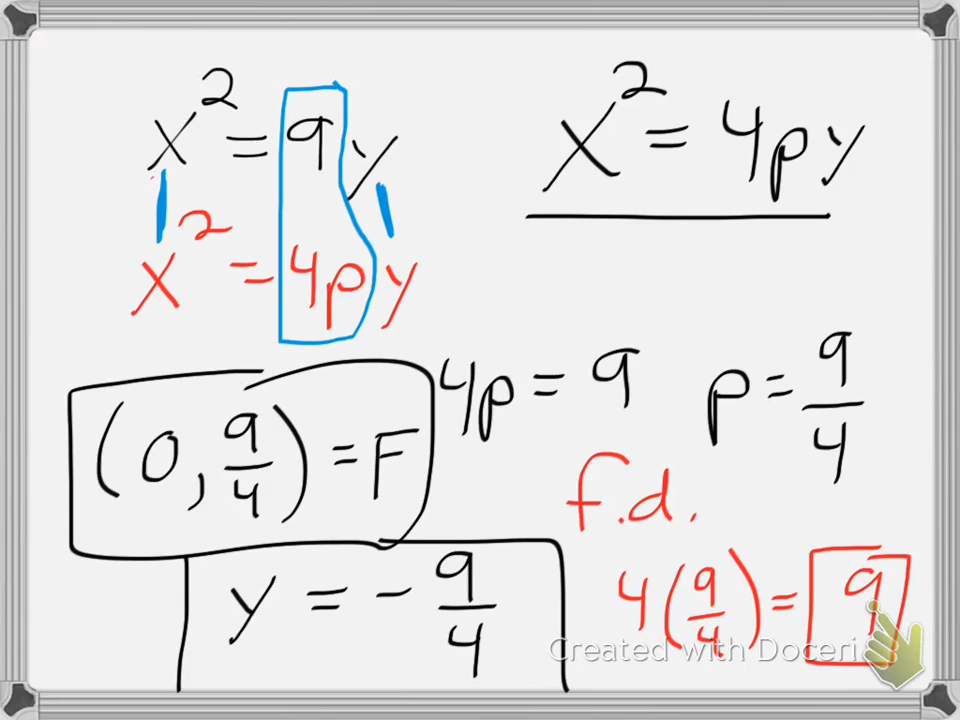 x² = 9y
x² = 4py
x² = 4py
4p = 9
p = 9/4
(0, 9/4) = F
f.d.
y = - 9/4
4(9/4) = 9
Created with Doceri